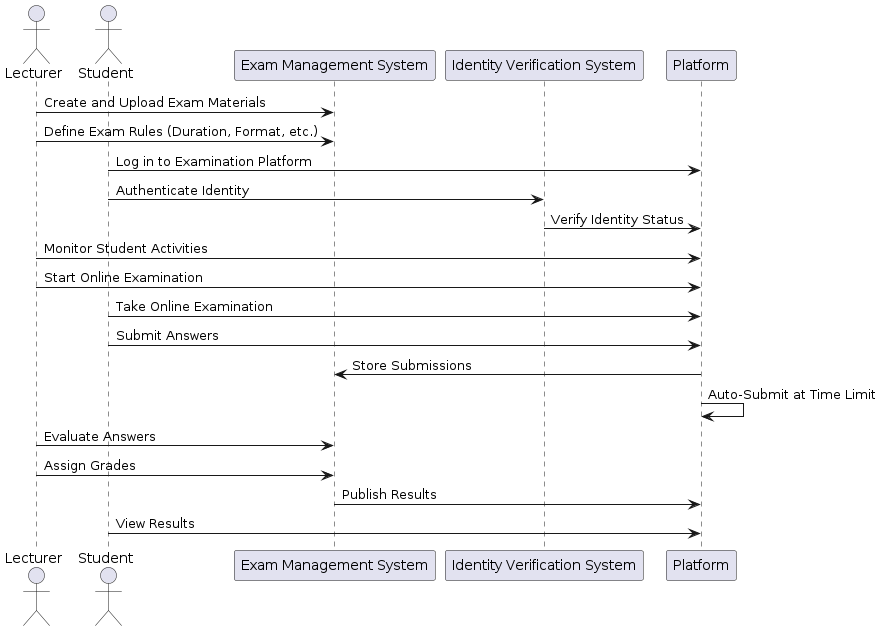 Lecturer
Student
Exam Management System
Identity Verification System
Platform
Create and Upload Exam Materials
Define Exam Rules (Duration, Format, etc.)
Log in to Examination Platform
Authenticate Identity
Verify Identity Status
Monitor Student Activities
Start Online Examination
Take Online Examination
Submit Answers
Store Submissions
Auto-Submit at Time Limit
Evaluate Answers
Assign Grades
Publish Results
View Results
Lecturer
Student
Exam Management System
Identity Verification System
Platform